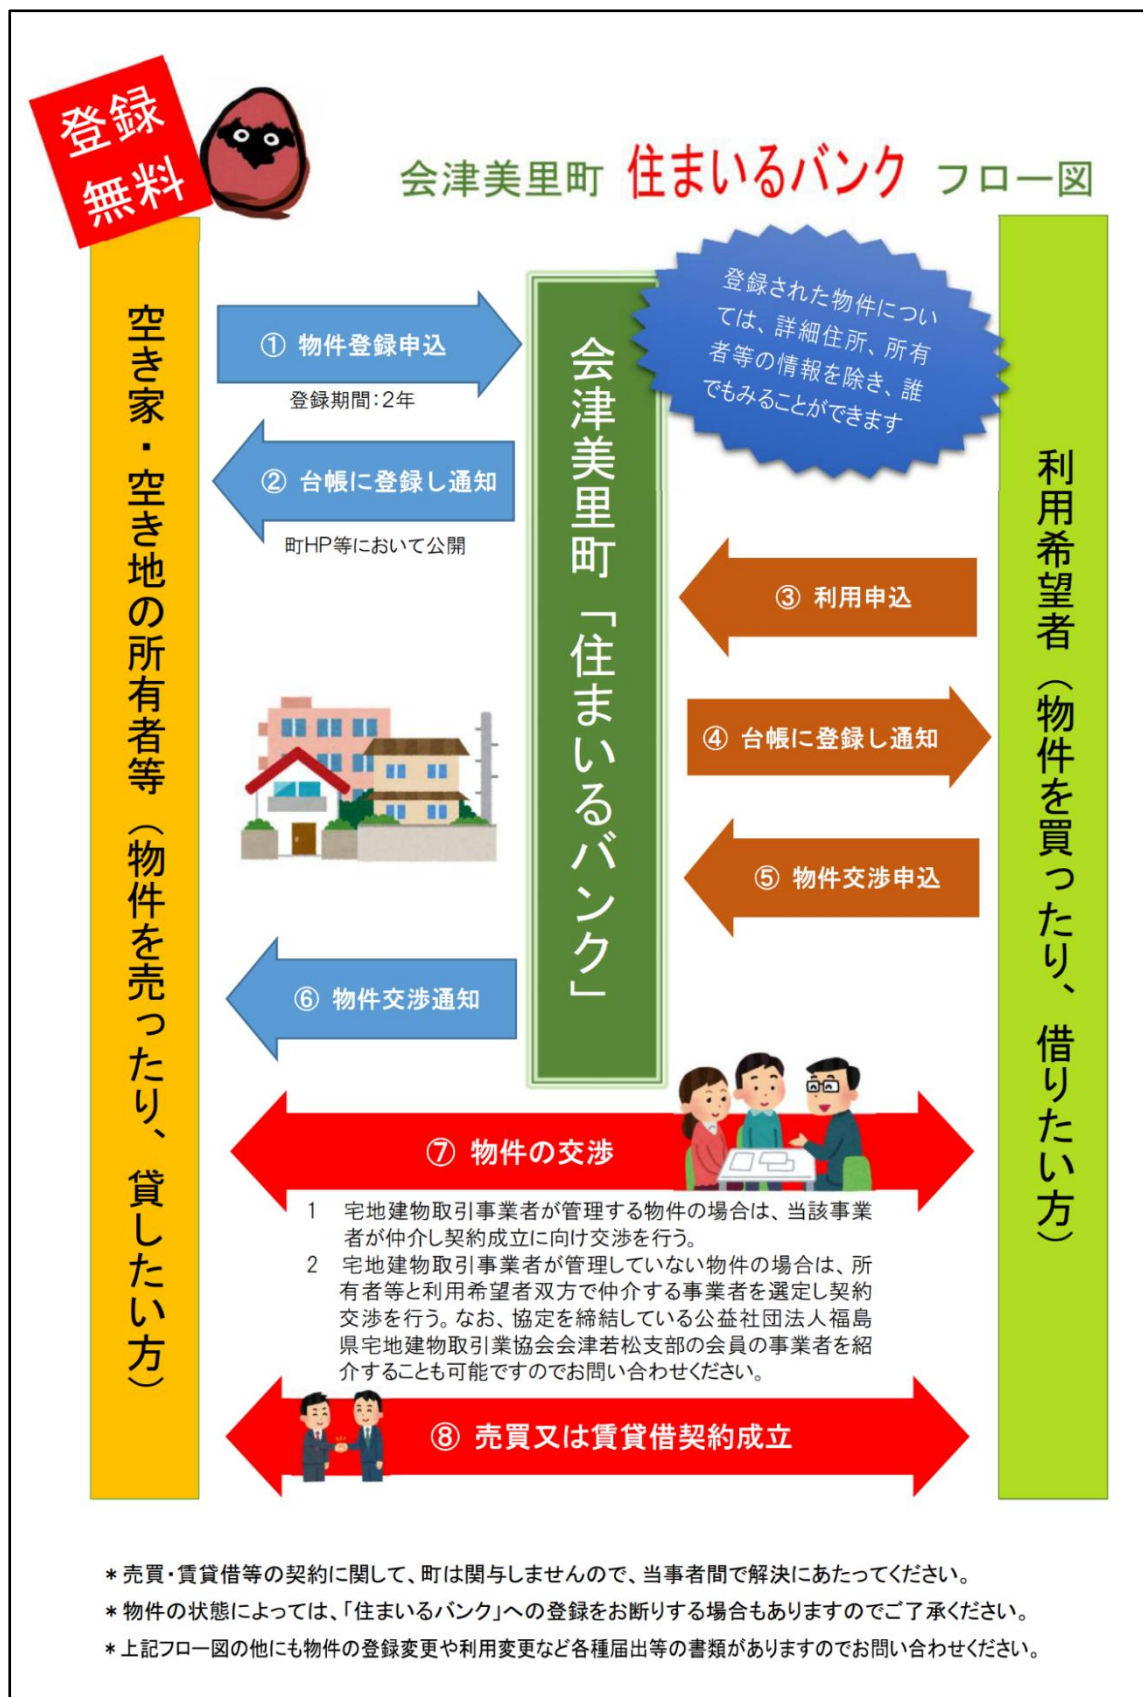 登録
無料
会津美里町 住まいるバンク フロー図
空き家・空き地の所有者等（物件を売ったり、貸したい方）
会津美里町「住まいるバンク」
利用希望者（物件を買ったり、借りたい方）
登録された物件につい
ては、詳細住所、所有
者等の情報を除き、誰
でもみることができます
① 物件登録申込
登録期間：2年
② 台帳に登録し通知
町HP等において公開
③ 利用申込
④ 台帳に登録し通知
⑤ 物件交渉申込
⑥ 物件交渉通知
⑦ 物件の交渉
1 宅地建物取引事業者が管理する物件の場合は、当該事業
者が仲介し契約成立に向け交渉を行う。
2 宅地建物取引事業者が管理していない物件の場合は、所
有者等と利用希望者双方で仲介する事業者を選定し契約
交渉を行う。なお、協定を締結している公益社団法人福島
県宅地建物取引業協会会津若松支部の会員の事業者を紹
介することも可能ですのでお問い合わせください。
⑧ 売買又は賃貸借契約成立
＊売買・賃貸借等の契約に関して、町は関与しませんので、当事者間で解決にあたってください。
＊物件の状態によっては、「住まいるバンク」への登録をお断りする場合もありますのでご了承ください。
＊上記フロー図の他にも物件の登録変更や利用変更など各種届出等の書類がありますのでお問い合わせください。